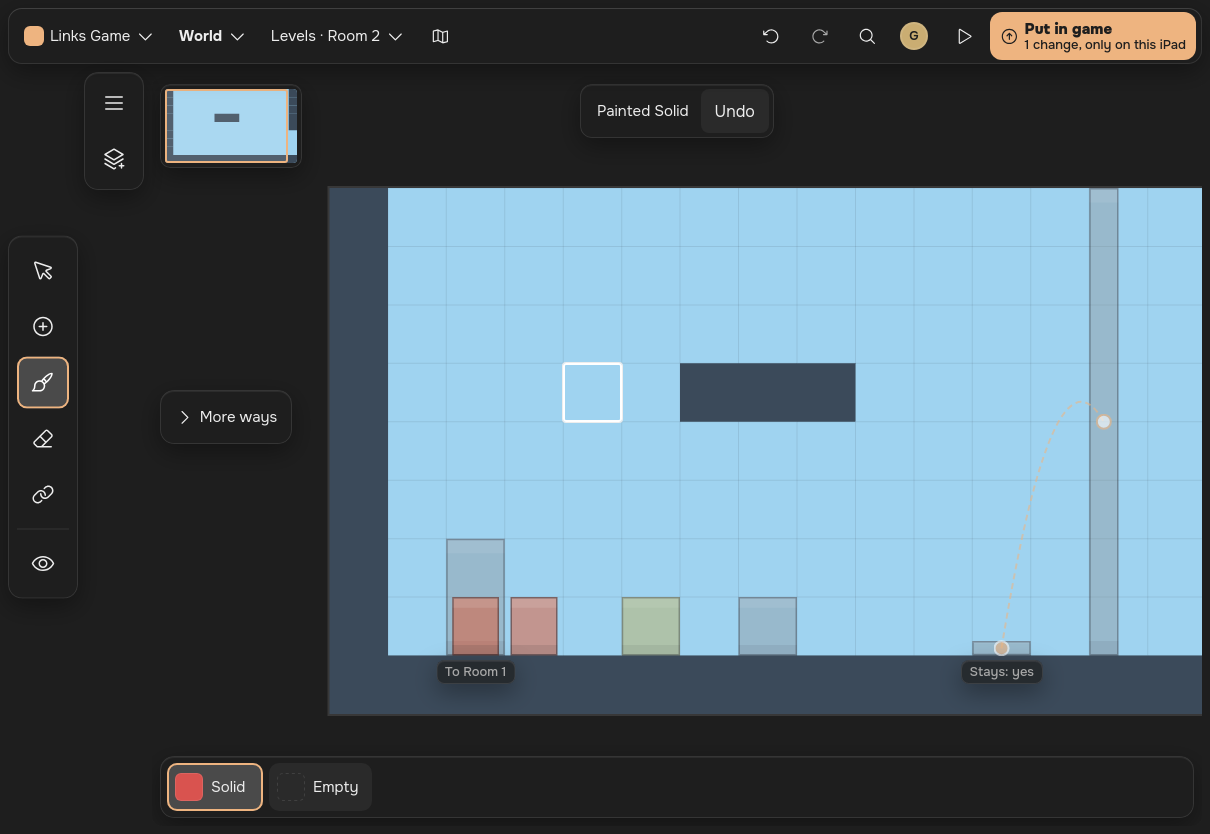 Links Game
World
Levels · Room 2
G
Put in game
1 change, only on this iPad
Painted Solid
Undo
More ways
To Room 1
Stays: yes
Solid
Empty